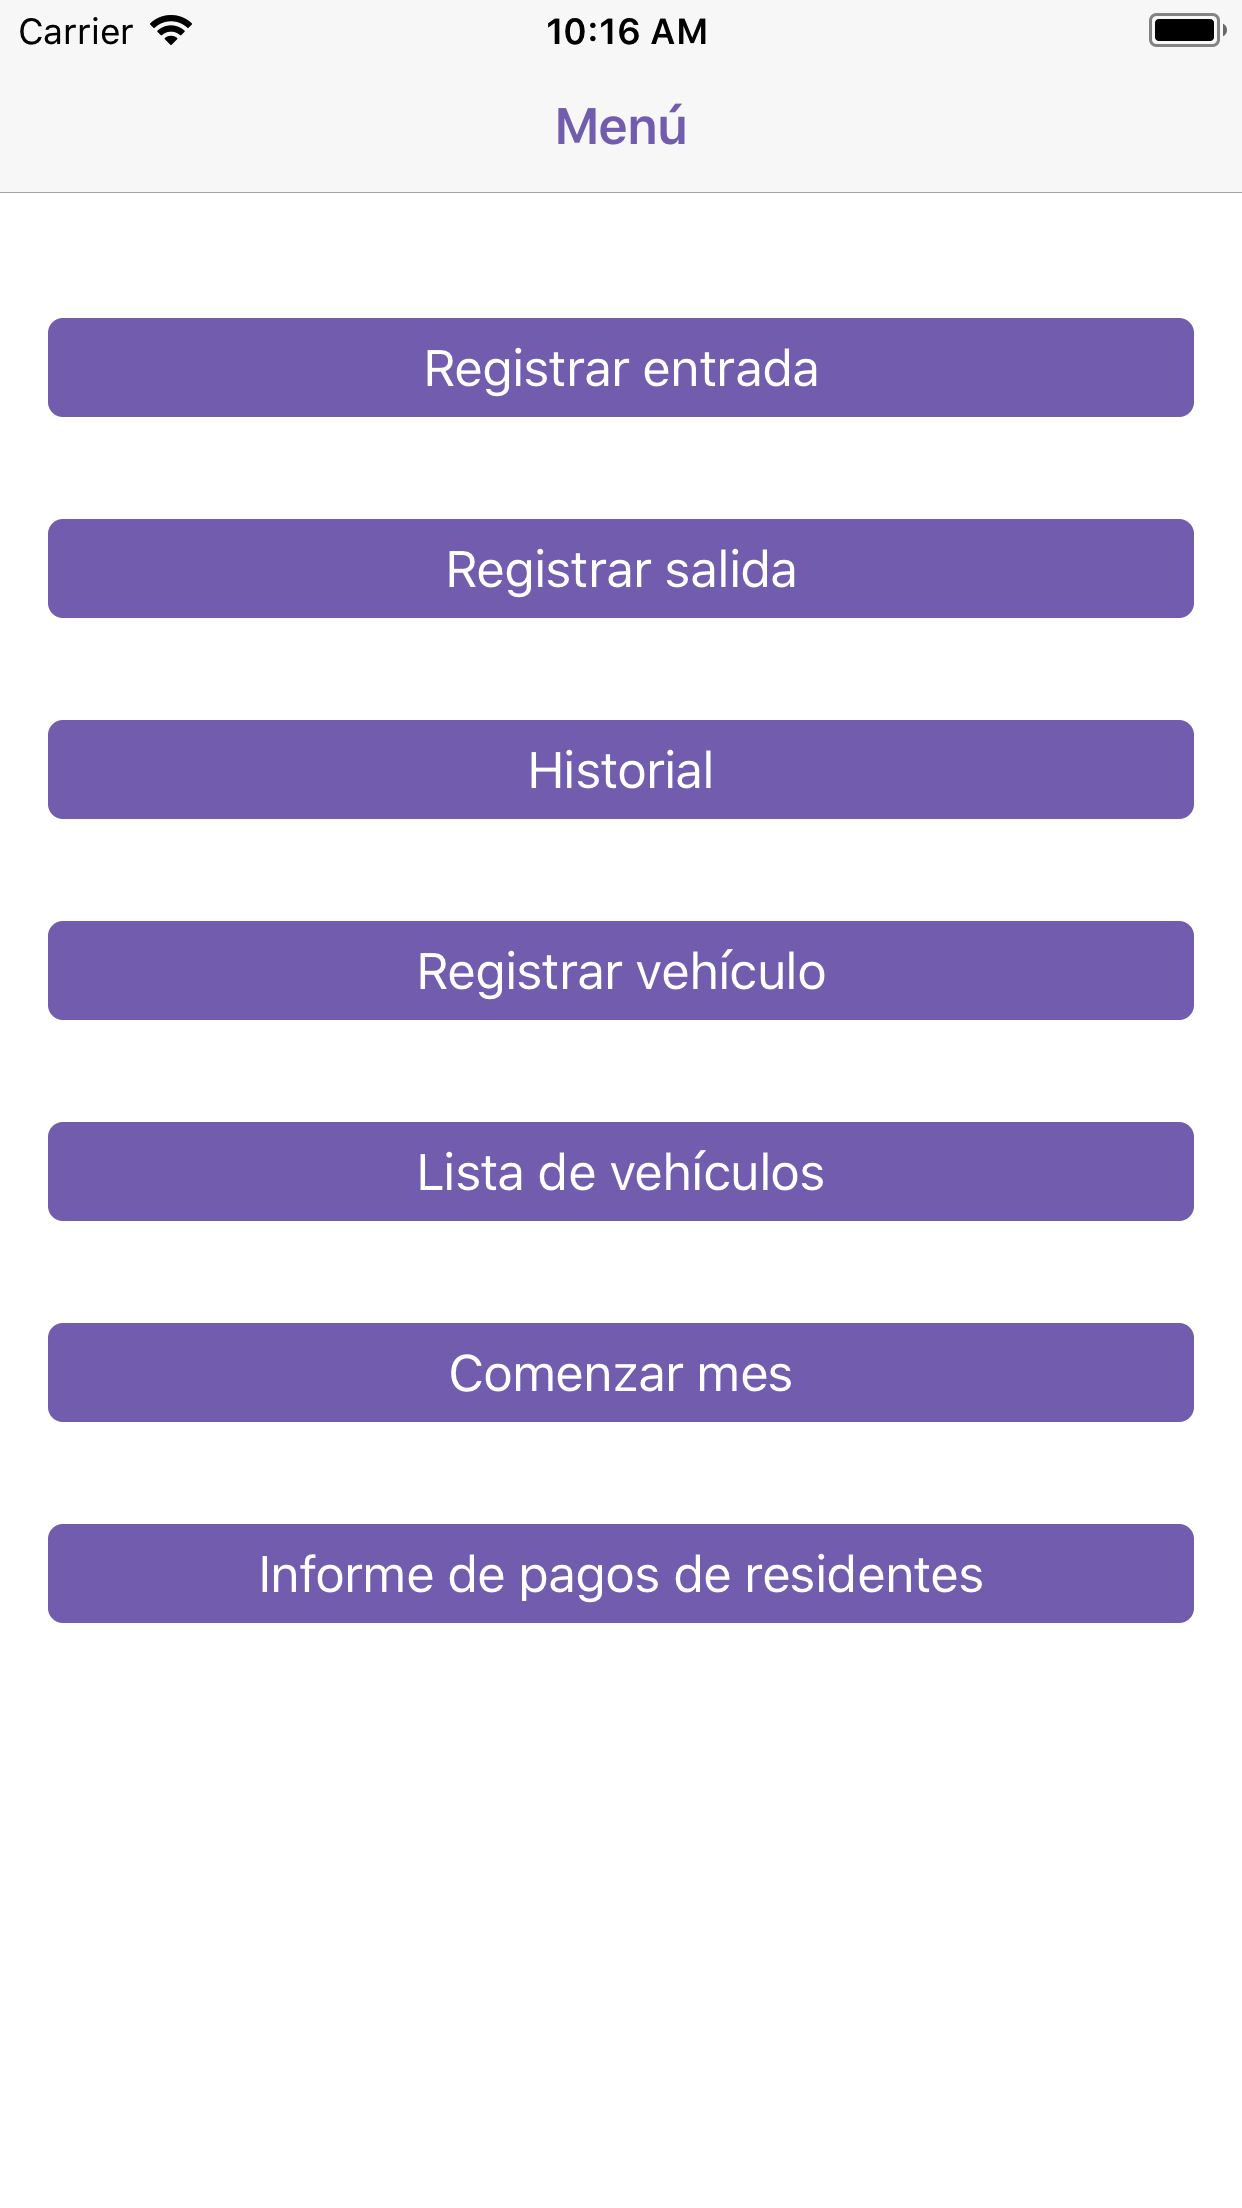 Carrier 10:16 AM
Menú
Registrar entrada
Registrar salida
Historial
Registrar vehículo
Lista de vehículos
Comenzar mes
Informe de pagos de residentes